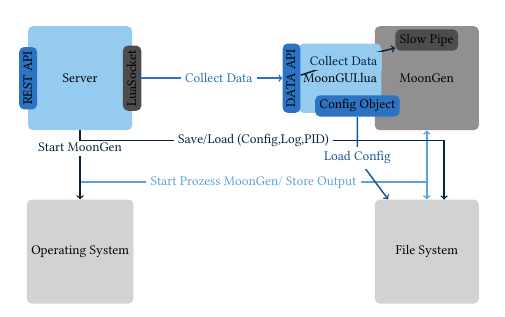 Slow Pipe
REST API
Server
LuaSocket
Collect Data
DATA API
Collect Data
MoonGUI.lua
MoonGen
Config Object
Save/Load (Config,Log,PID)
Start MoonGen
Load Config
Start Prozess MoonGen/ Store Output
Operating System
File System